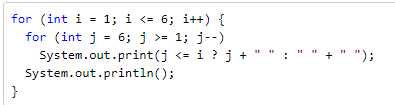 for (int i = 1; i <= 6; i++) {
  for (int j = 6; j >= 1; j--)
    System.out.print(j <= i ? j + " " : " " + " ");
  System.out.println();
}